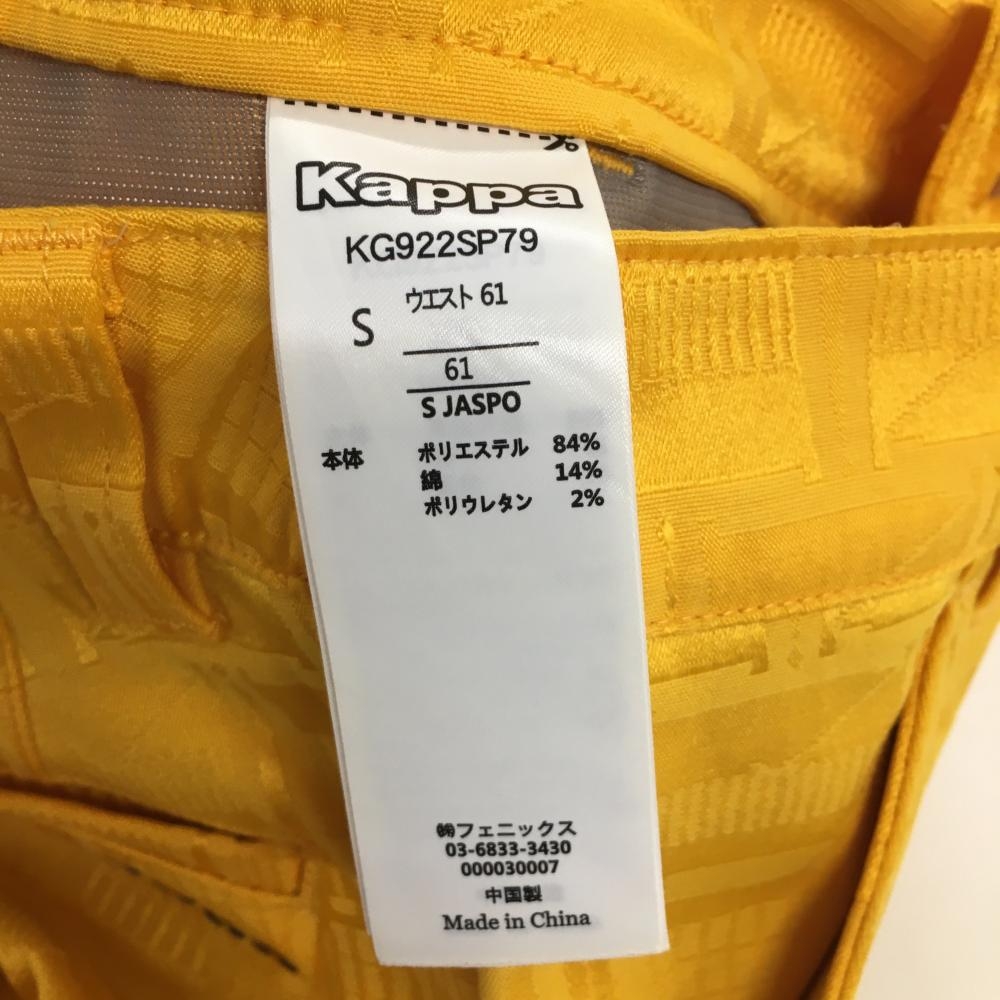 Kappa
KG922SP79
S
ウエスト 61
61
S JASPO
本体 ポリエステル 84%
綿 14%
ポリウレタン 2%
㈱フェニックス
03-6833-3430
000030007
中国製
Made in China